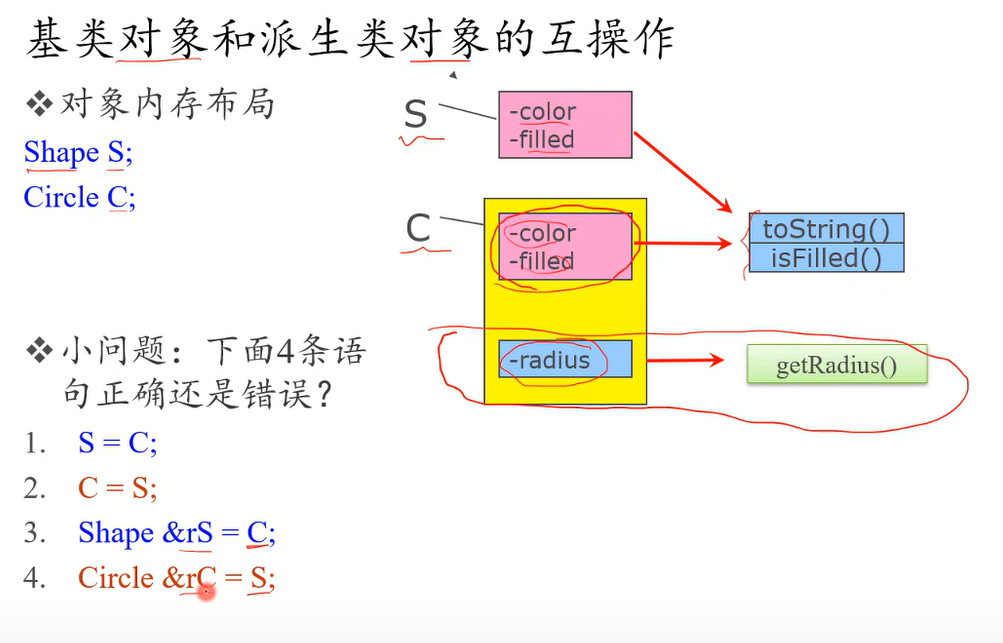 基类对象和派生类对象的互操作
❖对象内存布局
Shape S;
Circle C;
S
-color
-filled
C
-color
-filled
-radius
toString()
isFilled()
getRadius()
❖小问题：下面4条语
句正确还是错误？
1. S = C;
2. C = S;
3. Shape &rS = C;
4. Circle &rC = S;